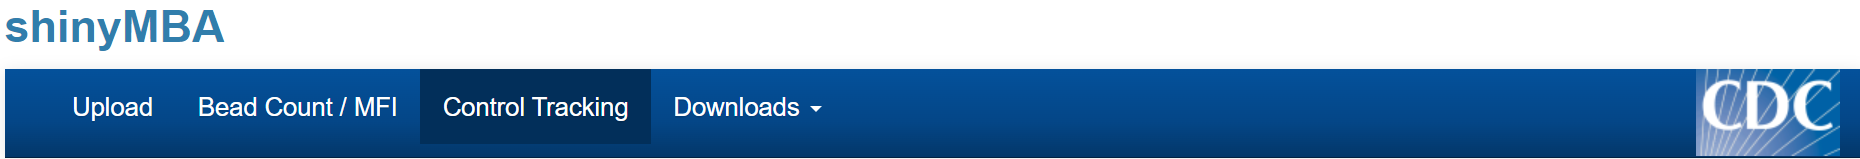 shinyMBA
Upload Bead Count / MFI Control Tracking Downloads CDC